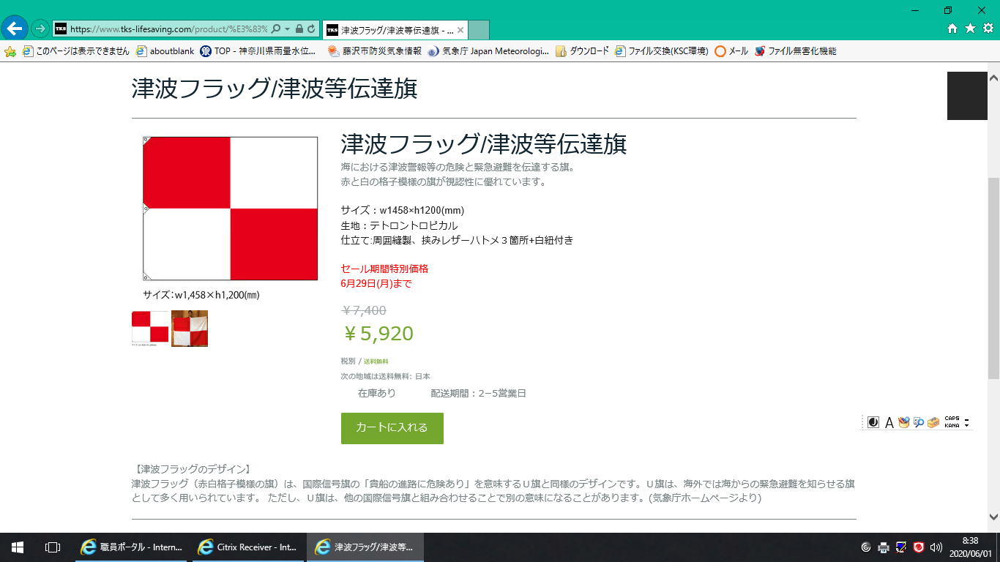 https://www.tks-lifesaving.com/product/%E3%83%
TKS 津波フラッグ/津波等伝達旗 - ...
このページは表示できません
aboutblank
TOP - 神奈川県雨量水位...
藤沢市防災気象情報
気象庁 Japan Meteorologi...
ダウンロード
ファイル交換(KSC環境)
メール
ファイル無害化機能
津波フラッグ/津波等伝達旗
津波フラッグ/津波等伝達旗
海における津波警報等の危険と緊急避難を伝達する旗。
赤と白の格子模様の旗が視認性に優れています。
サイズ：w1458×h1200(mm)
生地：テトロントロピカル
仕立て:周囲縫製、挟みレザーハトメ３箇所+白紐付き
セール期間特別価格
6月29日(月)まで
サイズ：w1,458×h1,200(㎜)
￥7,400
￥5,920
税別 / 送料無料
次の地域は送料無料: 日本
在庫あり 配送期間：2−5営業日
カートに入れる
A CAPS
KANA
【津波フラッグのデザイン】
津波フラッグ（赤白格子模様の旗）は、国際信号旗の「貴船の進路に危険あり」を意味するＵ旗と同様のデザインです。Ｕ旗は、海外では海からの緊急避難を知らせる旗
として多く用いられています。 ただし、Ｕ旗は、他の国際信号旗と組み合わせることで別の意味になることがあります。(気象庁ホームページより)
職員ポータル - Intern...
Citrix Receiver - Int...
津波フラッグ/津波等...
8:38
2020/06/01